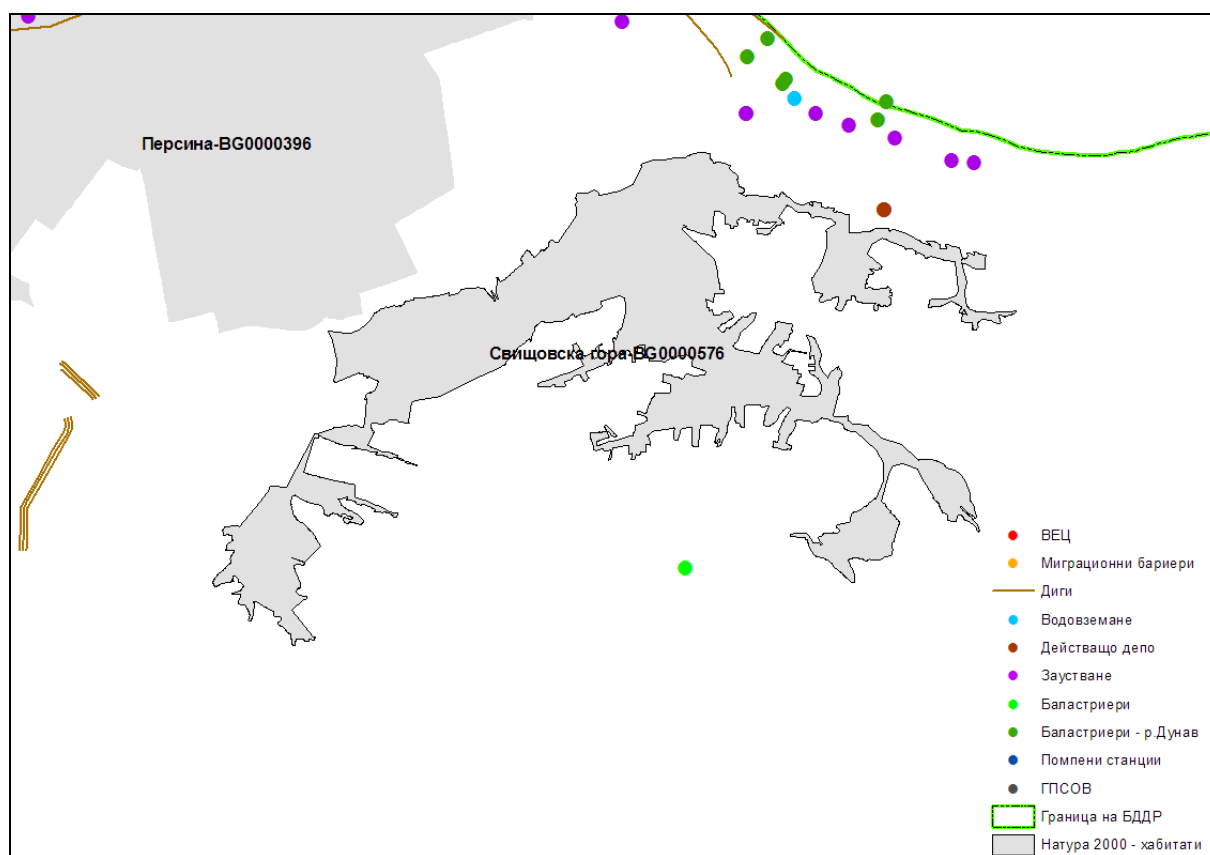 Персина-BG0000396
Свищовска гора-BG0000576
ВЕЦ
Миграционни бариери
Диги
Водовземане
Действащо депо
Заустване
Баластриери
Баластриери - р.Дунав
Помпени станции
ГПСОВ
Граница на БДДР
Натура 2000 - хабитати